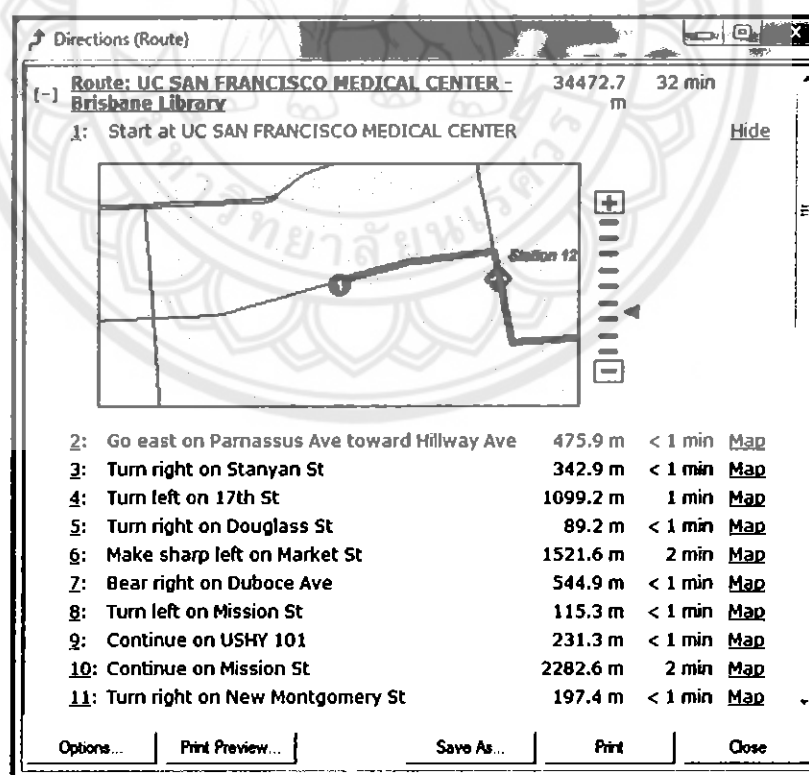 Directions (Route)
[-] Route: UC SAN FRANCISCO MEDICAL CENTER - Brisbane Library 34472.7 m 32 min
1: Start at UC SAN FRANCISCO MEDICAL CENTER Hide
Station 12
1
2: Go east on Parnassus Ave toward Hillway Ave 475.9 m < 1 min Map
3: Turn right on Stanyan St 342.9 m < 1 min Map
4: Turn left on 17th St 1099.2 m 1 min Map
5: Turn right on Douglass St 89.2 m < 1 min Map
6: Make sharp left on Market St 1521.6 m 2 min Map
7: Bear right on Duboce Ave 544.9 m < 1 min Map
8: Turn left on Mission St 115.3 m < 1 min Map
9: Continue on USHY 101 231.3 m < 1 min Map
10: Continue on Mission St 2282.6 m 2 min Map
11: Turn right on New Montgomery St 197.4 m < 1 min Map
Options... Print Preview... Save As... Print Close